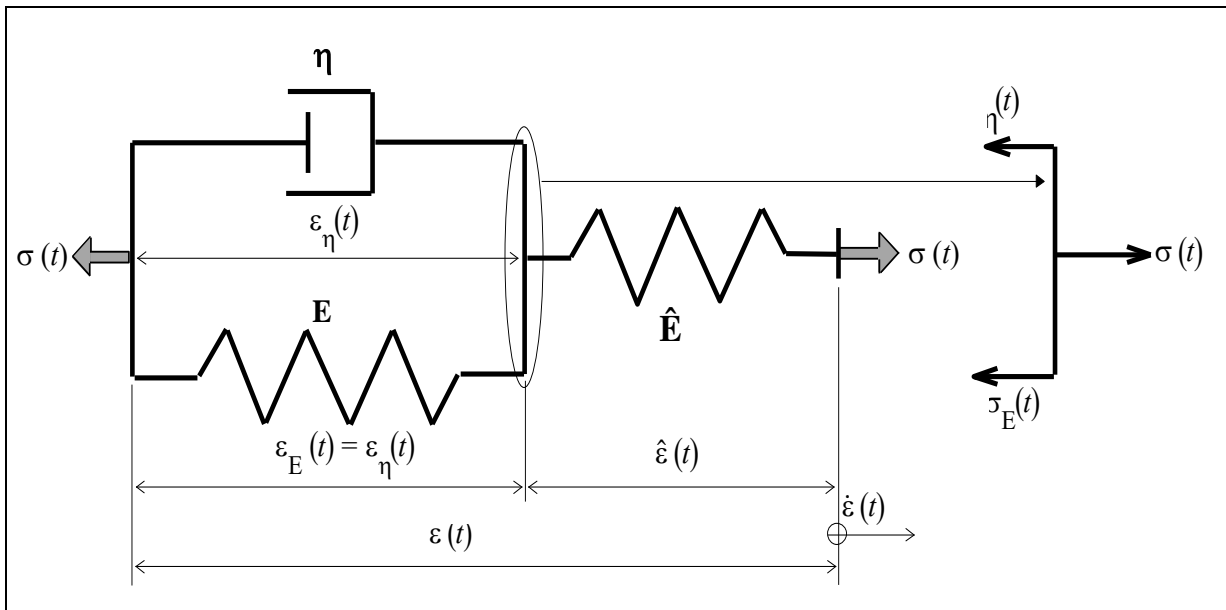 η
η(t)
ε_η(t)
σ(t)
σ(t)
σ(t)
E
Ê
σ_E(t)
ε_E(t) = ε_η(t)
ε̂(t)
ε̇(t)
ε(t)